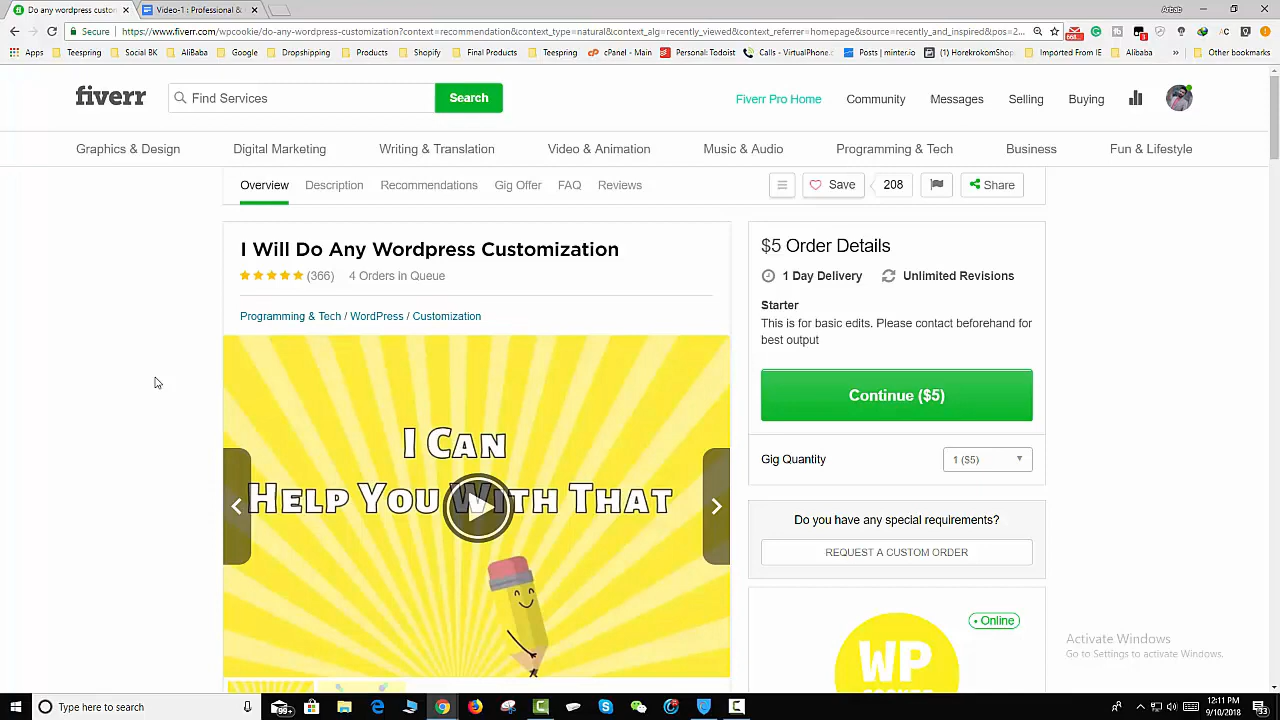 Do any wordpress custom
Video-1 : Professional &
Secure
https://www.fiverr.com/wpcookie/do-any-wordpress-customization?context=recommendation&context_type=natural&context_alg=recently_viewed&context_referrer=homepage&source=recently_and_inspired&pos=2...
Apps
Teespring
Social BK
AliBaba
Google
Dropshipping
Products
Shopify
Final Products
Teespring
cPanel - Main
Personal: Todoist
Calls - VirtualPhone.
Posts | minter.io
(1) HorekrokomShop
Imported From IE
Alibaba
Other bookmarks
fiverr
Find Services
Search
Fiverr Pro Home
Community
Messages
Selling
Buying
Graphics & Design
Digital Marketing
Writing & Translation
Video & Animation
Music & Audio
Programming & Tech
Business
Fun & Lifestyle
Overview
Description
Recommendations
Gig Offer
FAQ
Reviews
Save
208
Share
I Will Do Any Wordpress Customization
(366) 4 Orders in Queue
Programming & Tech / WordPress / Customization
I CAN
HELP YOU WITH THAT
$5 Order Details
1 Day Delivery
Unlimited Revisions
Starter
This is for basic edits. Please contact beforehand for
best output
Continue ($5)
Gig Quantity
1 ($5)
Do you have any special requirements?
REQUEST A CUSTOM ORDER
• Online
WP
Activate Windows
Go to Settings to activate Windows.
Type here to search
99+
12:11 PM
9/10/2018